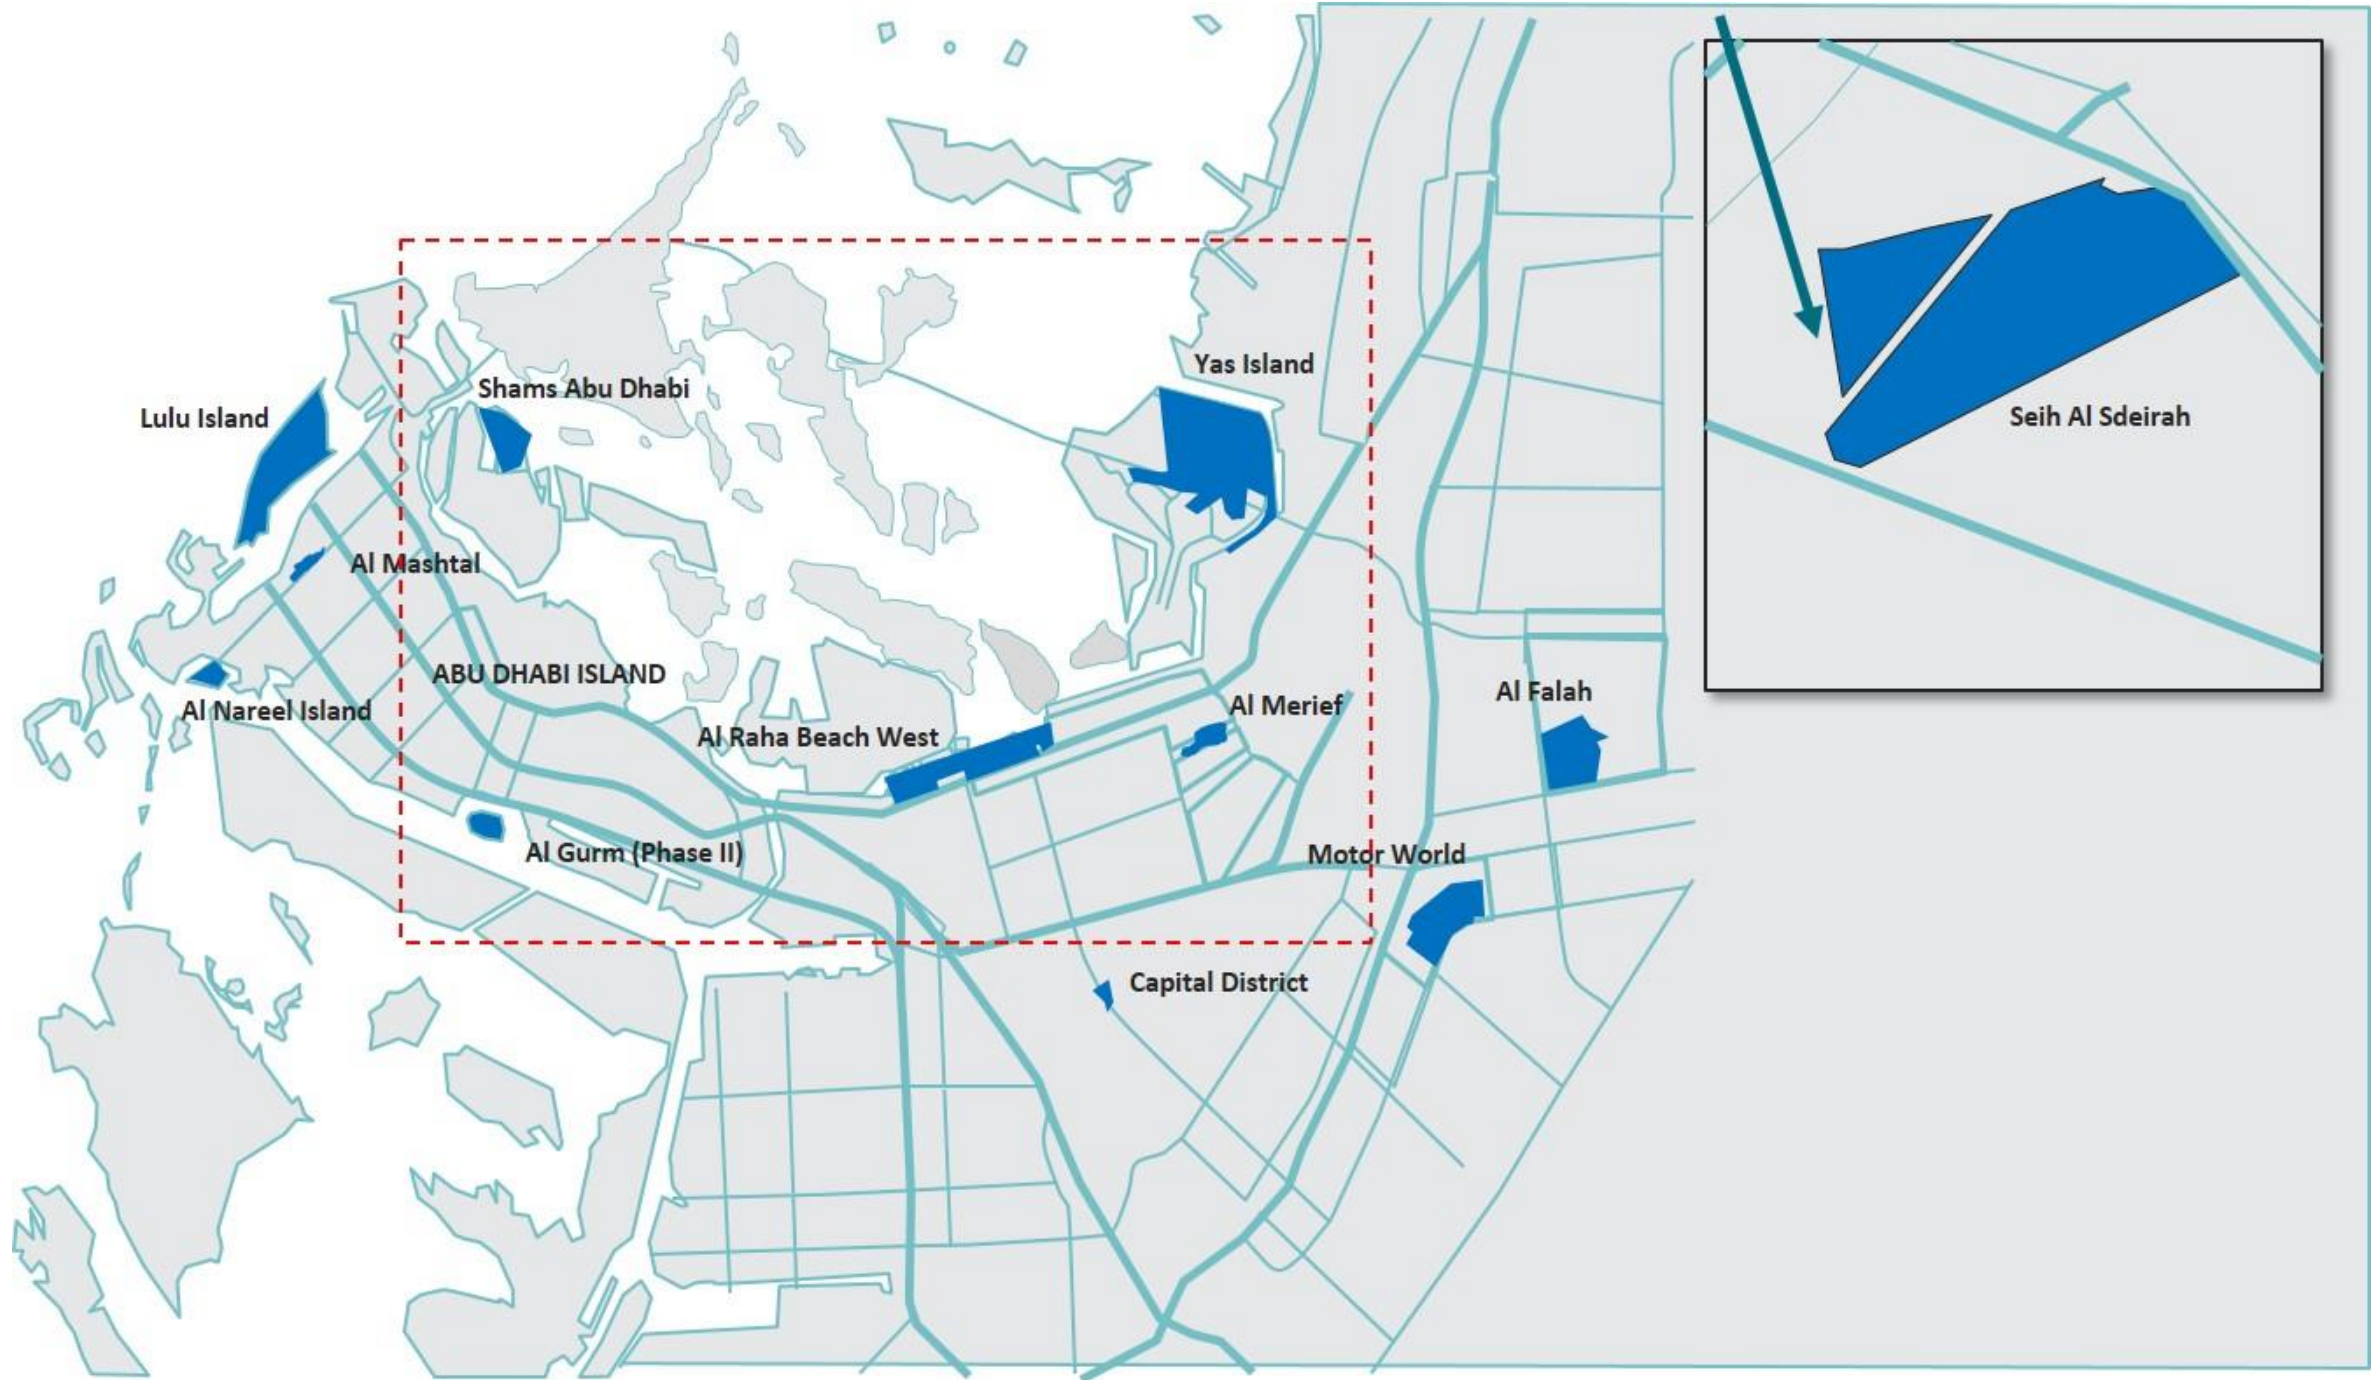 Yas Island
Shams Abu Dhabi
Lulu Island
Seih Al Sdeirah
Al Mashtal
ABU DHABI ISLAND
Al Nareel Island
Al Merief
Al Falah
Al Raha Beach West
Al Gurm (Phase II)
Motor World
Capital District